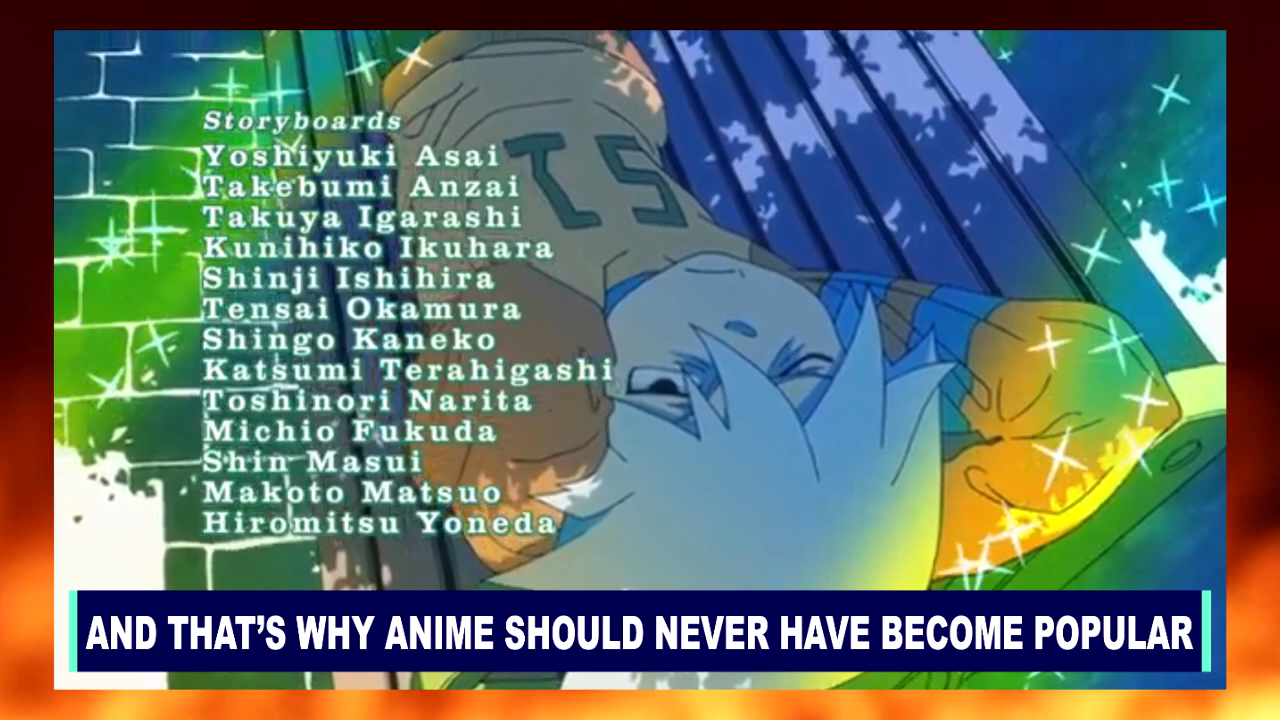 Storyboards
Yoshiyuki Asai
Takebumi Anzai
Takuya Igarashi
Kunihiko Ikuhara
Shinji Ishihira
Tensai Okamura
Shingo Kaneko
Katsumi Terahigashi
Toshinori Narita
Michio Fukuda
Shin Masui
Makoto Matsuo
Hiromitsu Yoneda
AND THAT'S WHY ANIME SHOULD NEVER HAVE BECOME POPULAR